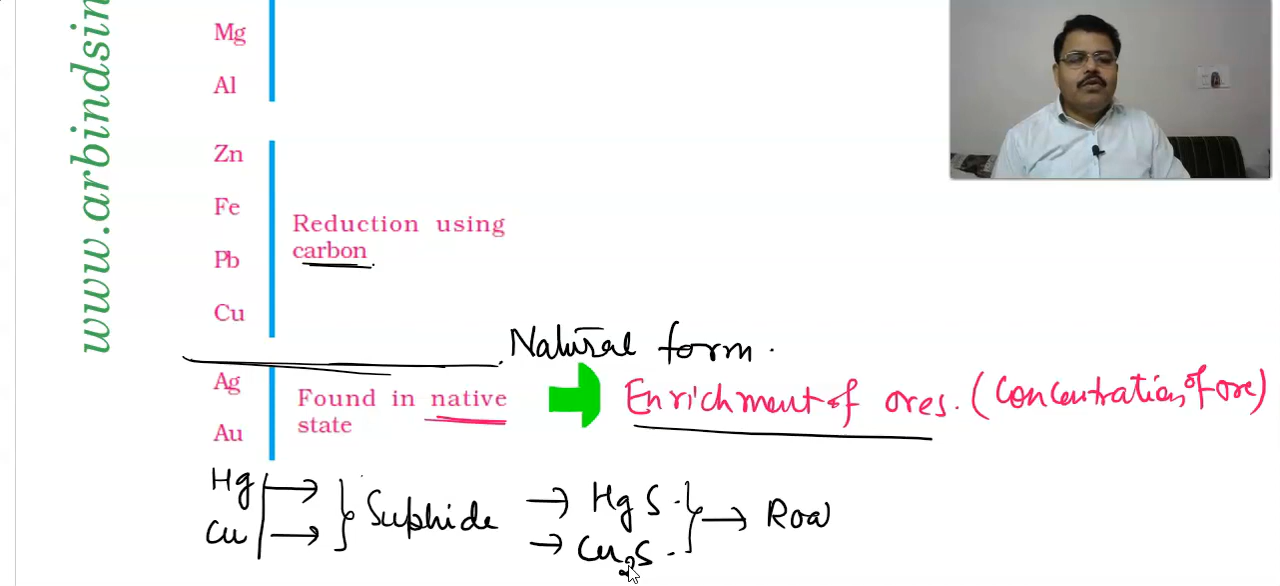 www.arbindsin
Mg
Al
Zn
Fe
Reduction using
carbon
Pb
Cu
Natural form.
Ag
Found in native
state
Enrichment of ores. (Concentration of ore)
Au
Hg
Cu
Suphide
HgS
Cu2S
Roa